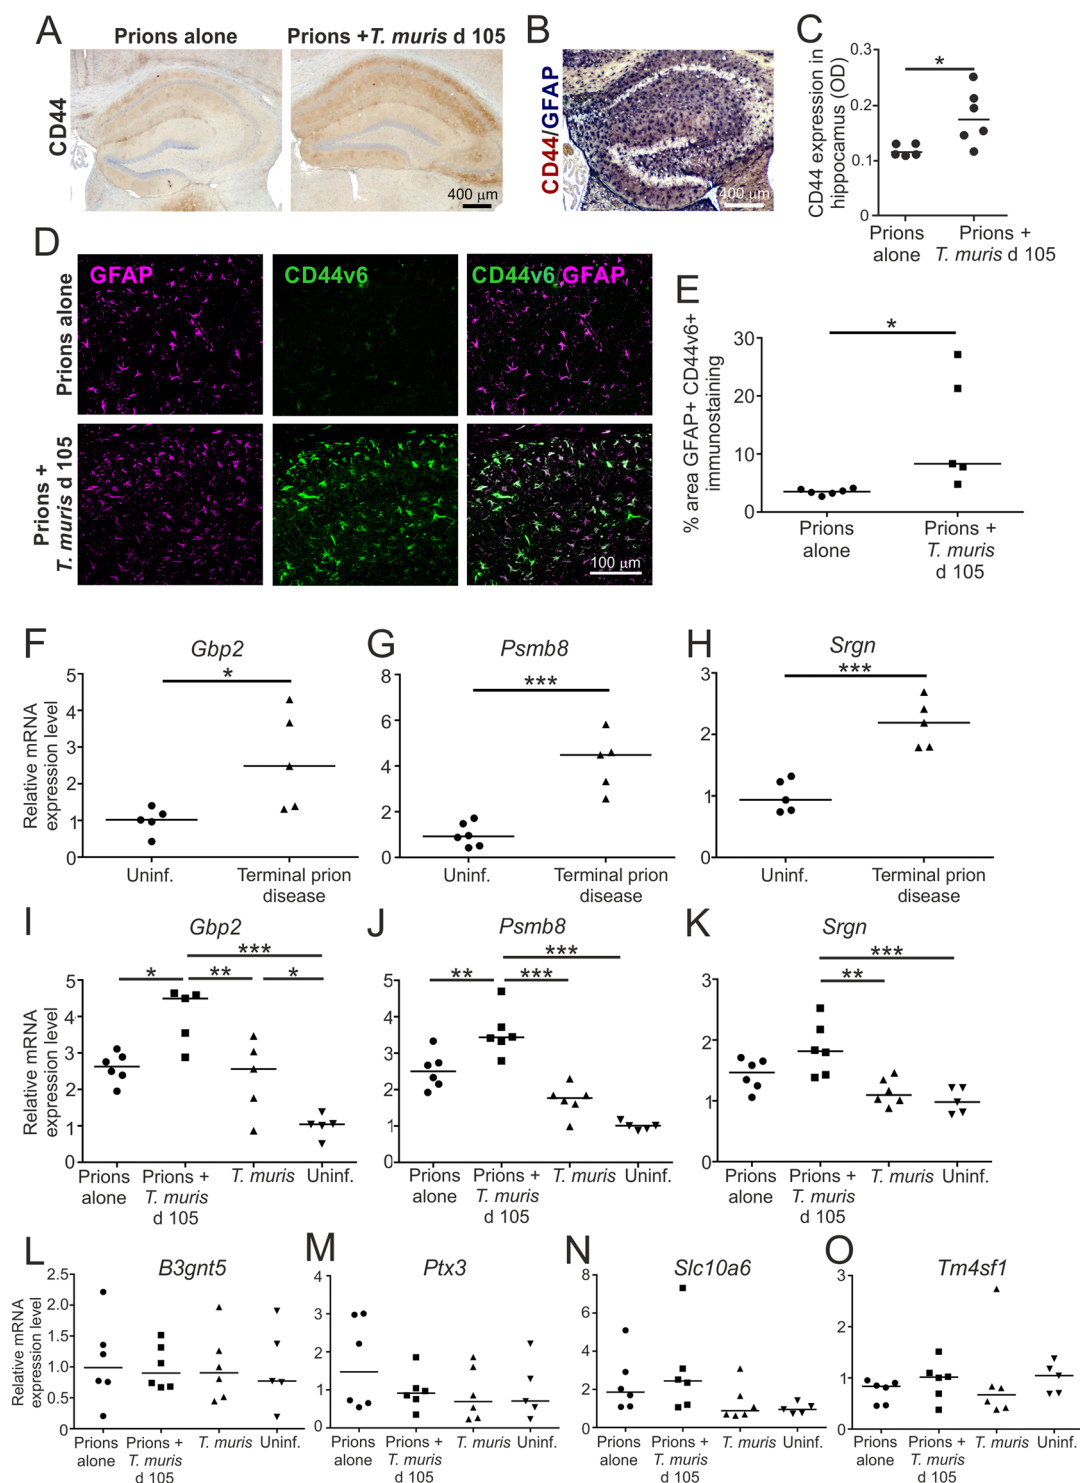 A
Prions alone
Prions +T. muris d 105
CD44
400 µm
B
CD44/GFAP
400 µm
C
CD44 expression in
hippocamus (OD)
0.3
0.2
0.1
0
*
Prions
alone
Prions +
T. muris d 105
D
GFAP
CD44v6
CD44v6 GFAP
Prions alone
Prions +
T. muris d 105
100 µm
E
% area GFAP+ CD44v6+
immunostaining
30
20
10
0
*
Prions
alone
Prions +
T. muris
d 105
F
Gbp2
Relative mRNA
expression level
5
4
3
2
1
0
*
Uninf.
Terminal prion
disease
G
Psmb8
8
6
4
2
0
***
Uninf.
Terminal prion
disease
H
Srgn
3
2
1
0
***
Uninf.
Terminal prion
disease
I
Gbp2
Relative mRNA
expression level
5
4
3
2
1
0
***
* ** *
Prions
alone
Prions +
T. muris
d 105
T. muris
Uninf.
J
Psmb8
5
4
3
2
1
0
***
** ***
Prions
alone
Prions +
T. muris
d 105
T. muris
Uninf.
K
Srgn
3
2
1
0
***
**
Prions
alone
Prions +
T. muris
d 105
T. muris
Uninf.
L
B3gnt5
Relative mRNA
expression level
2.5
2.0
1.5
1.0
0.5
0
Prions
alone
Prions +
T. muris
d 105
T. muris
Uninf.
M
Ptx3
4
3
2
1
0
Prions
alone
Prions +
T. muris
d 105
T. muris
Uninf.
N
Slc10a6
8
6
4
2
0
Prions
alone
Prions +
T. muris
d 105
T. muris
Uninf.
O
Tm4sf1
3
2
1
0
Prions
alone
Prions +
T. muris
d 105
T. muris
Uninf.